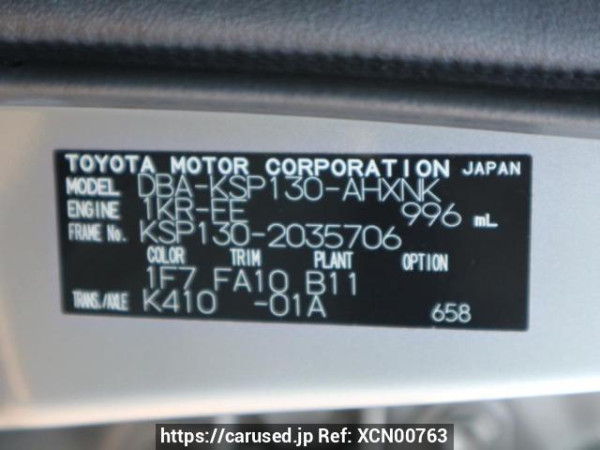 TOYOTA MOTOR CORPORATION JAPAN
MODEL DBA-KSP130-AHXNK
ENGINE 1KR-FE 996 mL
FRAME No. KSP130-2035706
COLOR TRIM PLANT OPTION
1F7 FA10 B11
TRANS./AXLE K410 -01A
658
https://carused.jp Ref: XCN00763